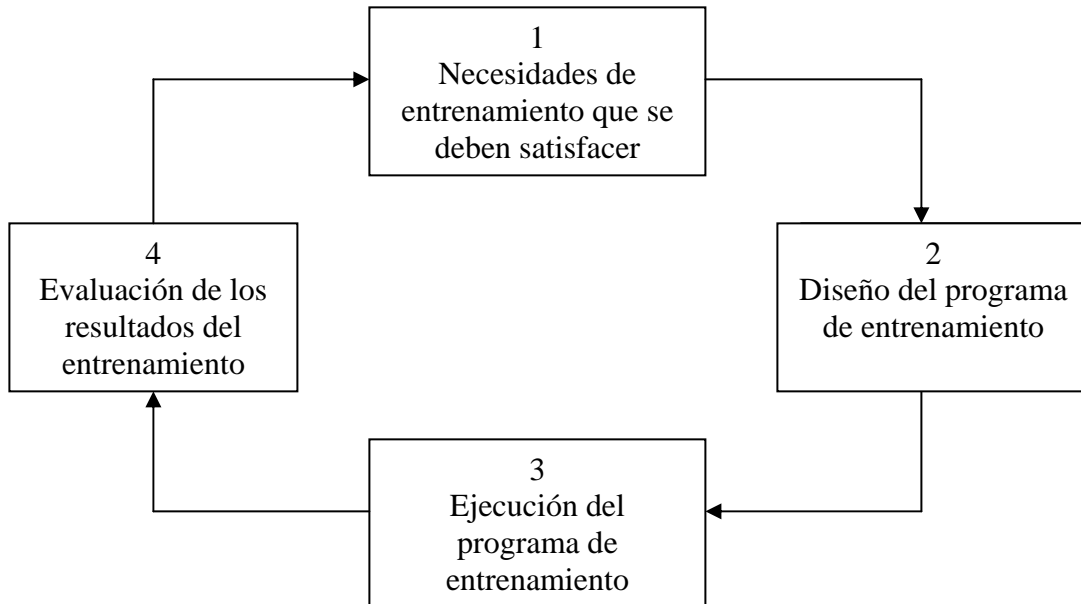 1
Necesidades de
entrenamiento que se
deben satisfacer
2
Diseño del programa
de entrenamiento
3
Ejecución del
programa de
entrenamiento
4
Evaluación de los
resultados del
entrenamiento